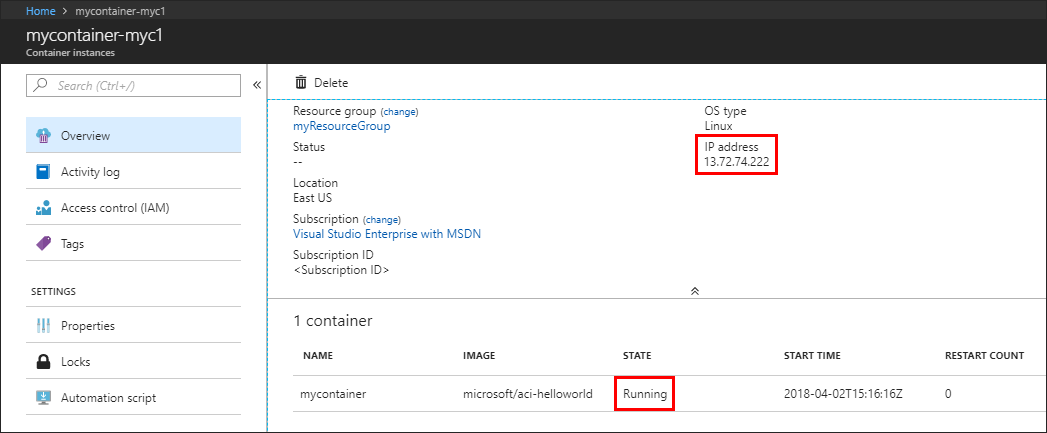 Home > mycontainer-myc1
mycontainer-myc1
Container instances
Search (Ctrl+/)
«
Delete
Overview
Activity log
Access control (IAM)
Tags
SETTINGS
Properties
Locks
Automation script
Resource group (change)
myResourceGroup
Status
--
Location
East US
Subscription (change)
Visual Studio Enterprise with MSDN
Subscription ID
<Subscription ID>
OS type
Linux
IP address
13.72.74.222
1 container
NAME IMAGE STATE START TIME RESTART COUNT
mycontainer microsoft/aci-helloworld Running 2018-04-02T15:16:16Z 0